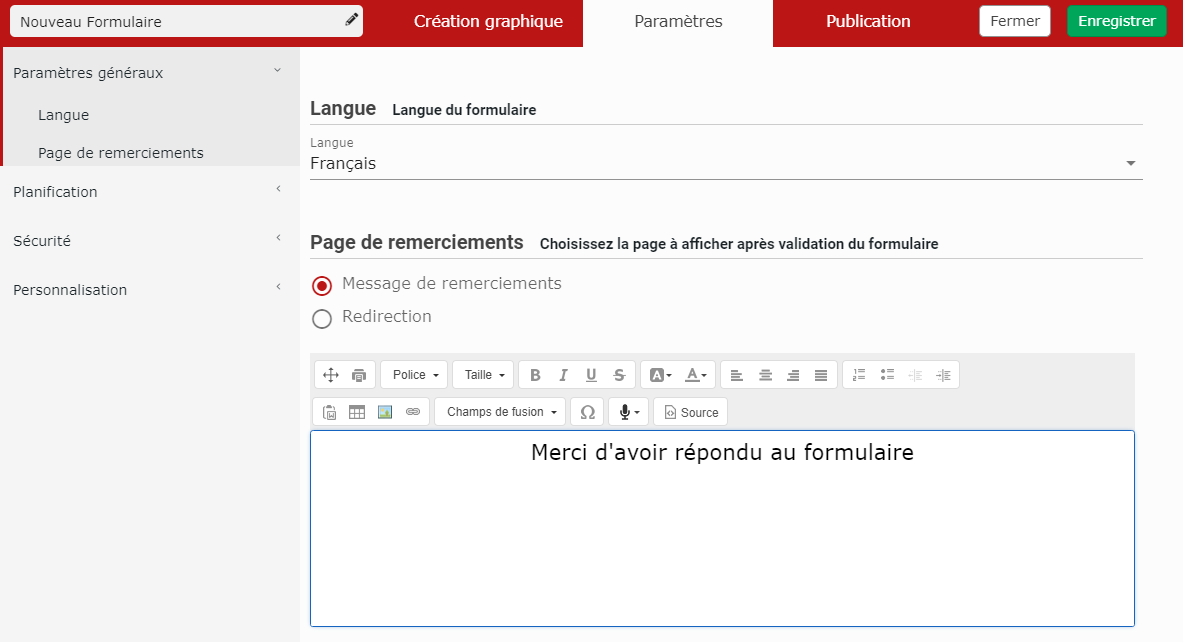 Nouveau Formulaire
Création graphique
Paramètres
Publication
Fermer
Enregistrer
Paramètres généraux
Langue
Page de remerciements
Planification
Sécurité
Personnalisation
Langue Langue du formulaire
Langue
Français
Page de remerciements Choisissez la page à afficher après validation du formulaire
Message de remerciements
Redirection
Police Taille B I U S A A
Champs de fusion Ω Source
Merci d'avoir répondu au formulaire